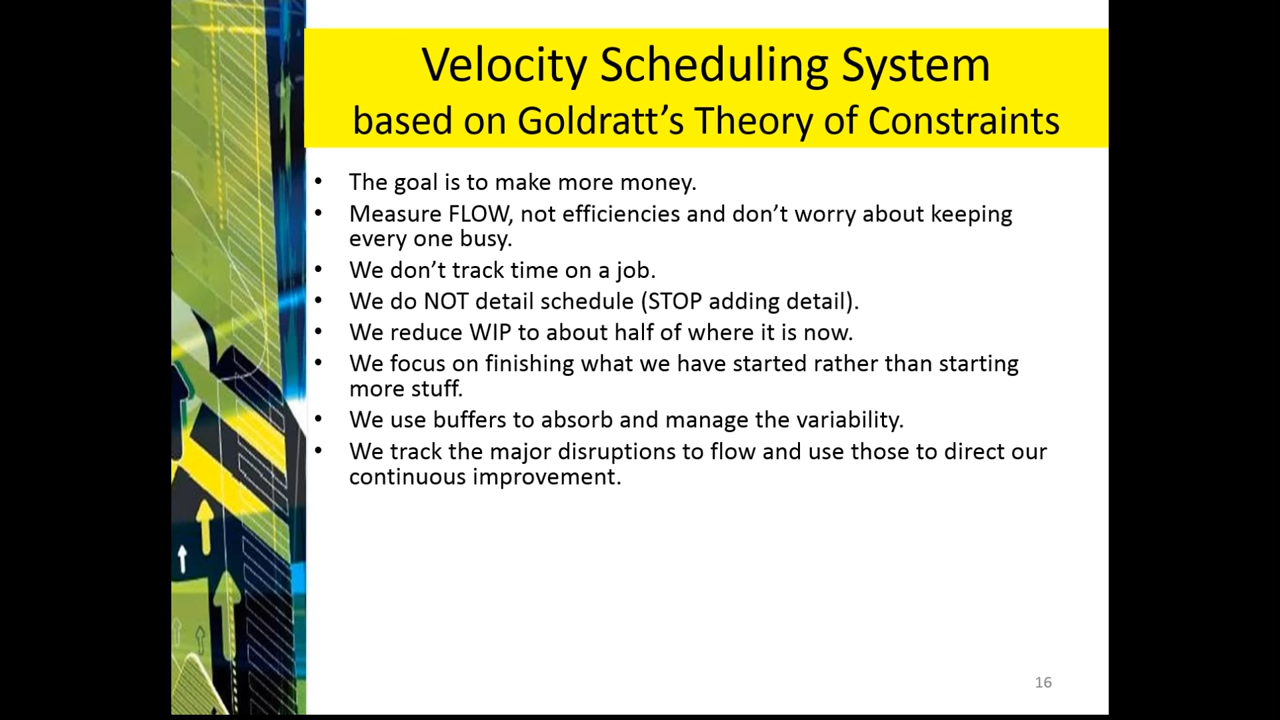 Velocity Scheduling System
based on Goldratt’s Theory of Constraints
• The goal is to make more money.
• Measure FLOW, not efficiencies and don’t worry about keeping
every one busy.
• We don’t track time on a job.
• We do NOT detail schedule (STOP adding detail).
• We reduce WIP to about half of where it is now.
• We focus on finishing what we have started rather than starting
more stuff.
• We use buffers to absorb and manage the variability.
• We track the major disruptions to flow and use those to direct our
continuous improvement.
16